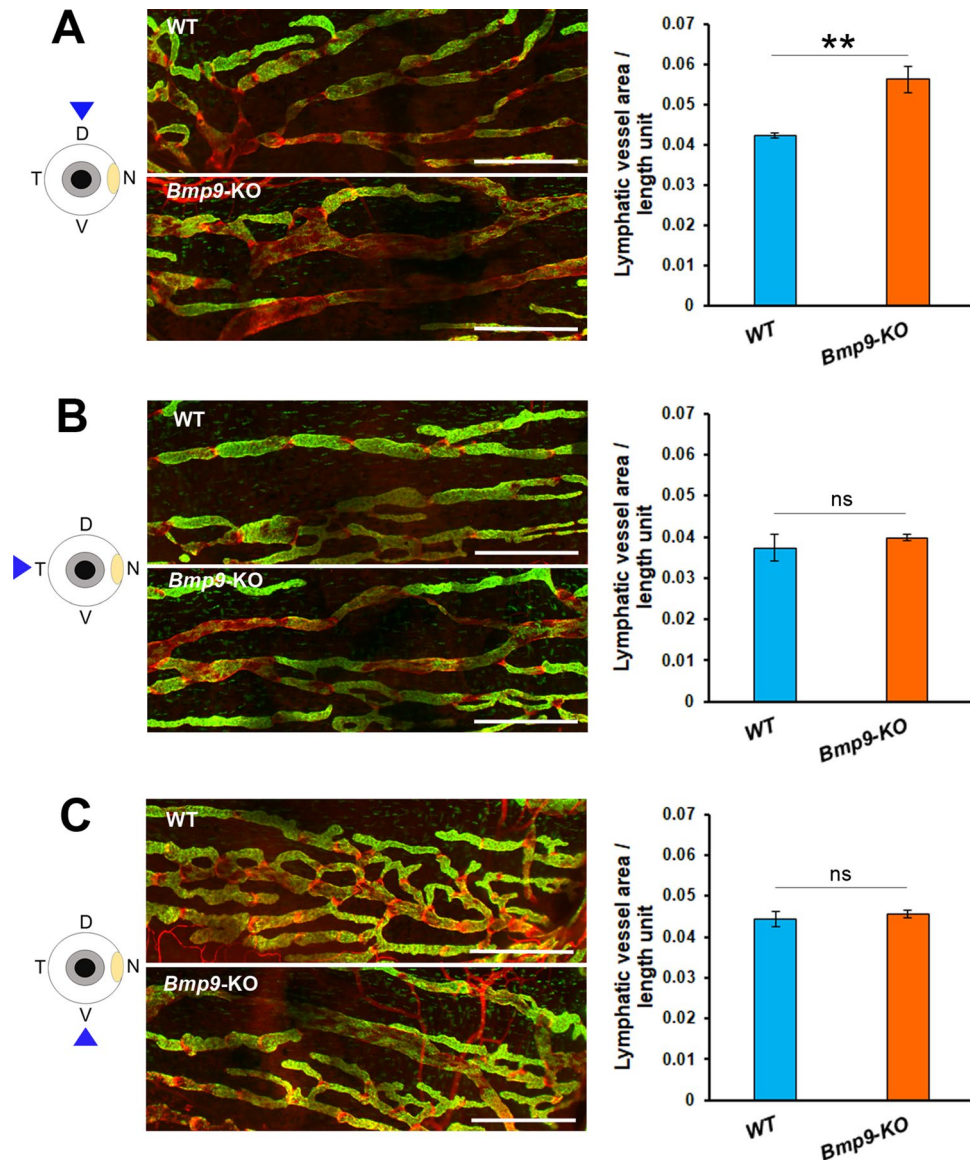 A
D
T
N
V
WT
Bmp9-KO
Lymphatic vessel area /
length unit
0.07
0.06
0.05
0.04
0.03
0.02
0.01
0
**
WT
Bmp9-KO
B
D
T
N
V
WT
Bmp9-KO
Lymphatic vessel area /
length unit
0.07
0.06
0.05
0.04
0.03
0.02
0.01
0
ns
WT
Bmp9-KO
C
D
T
N
V
WT
Bmp9-KO
Lymphatic vessel area /
length unit
0.07
0.06
0.05
0.04
0.03
0.02
0.01
0
ns
WT
Bmp9-KO